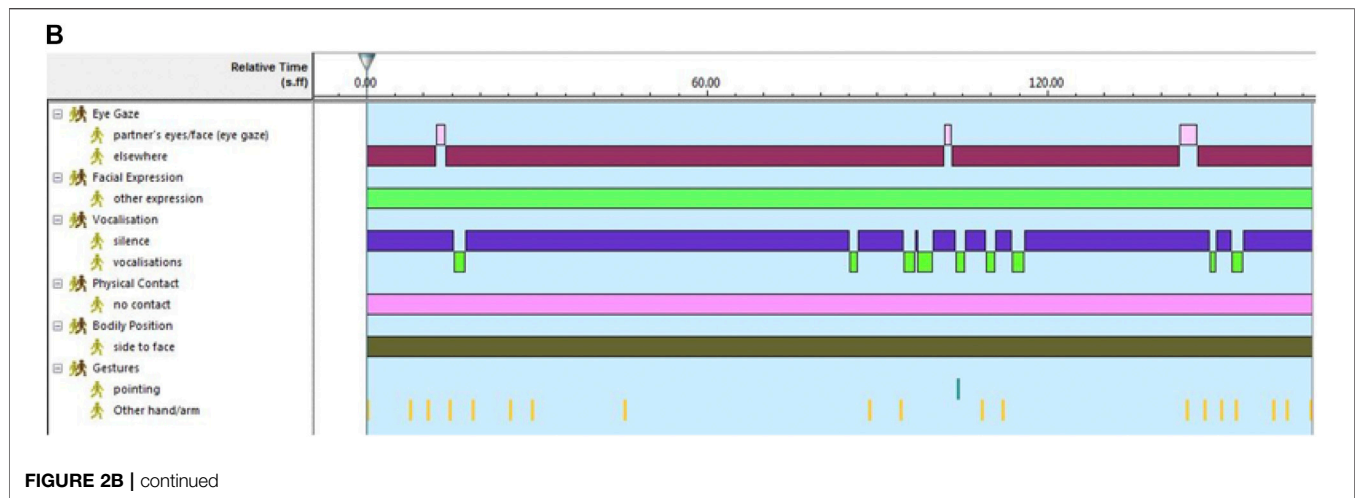 B
Relative Time
(s.ff)
0.00 60.00 120.00
Eye Gaze
partner's eyes/face (eye gaze)
elsewhere
Facial Expression
other expression
Vocalisation
silence
vocalisations
Physical Contact
no contact
Bodily Position
side to face
Gestures
pointing
Other hand/arm
FIGURE 2B | continued